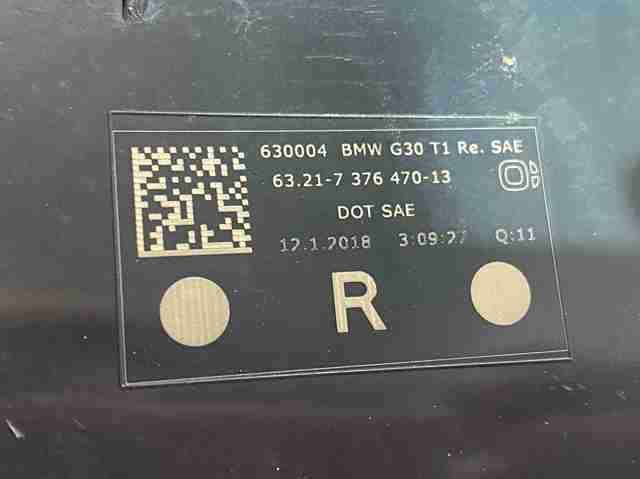 630004 BMW G30 T1 Re. SAE
63.21-7 376 470-13
DOT SAE
12.1.2018 3:09:27 Q:11
R